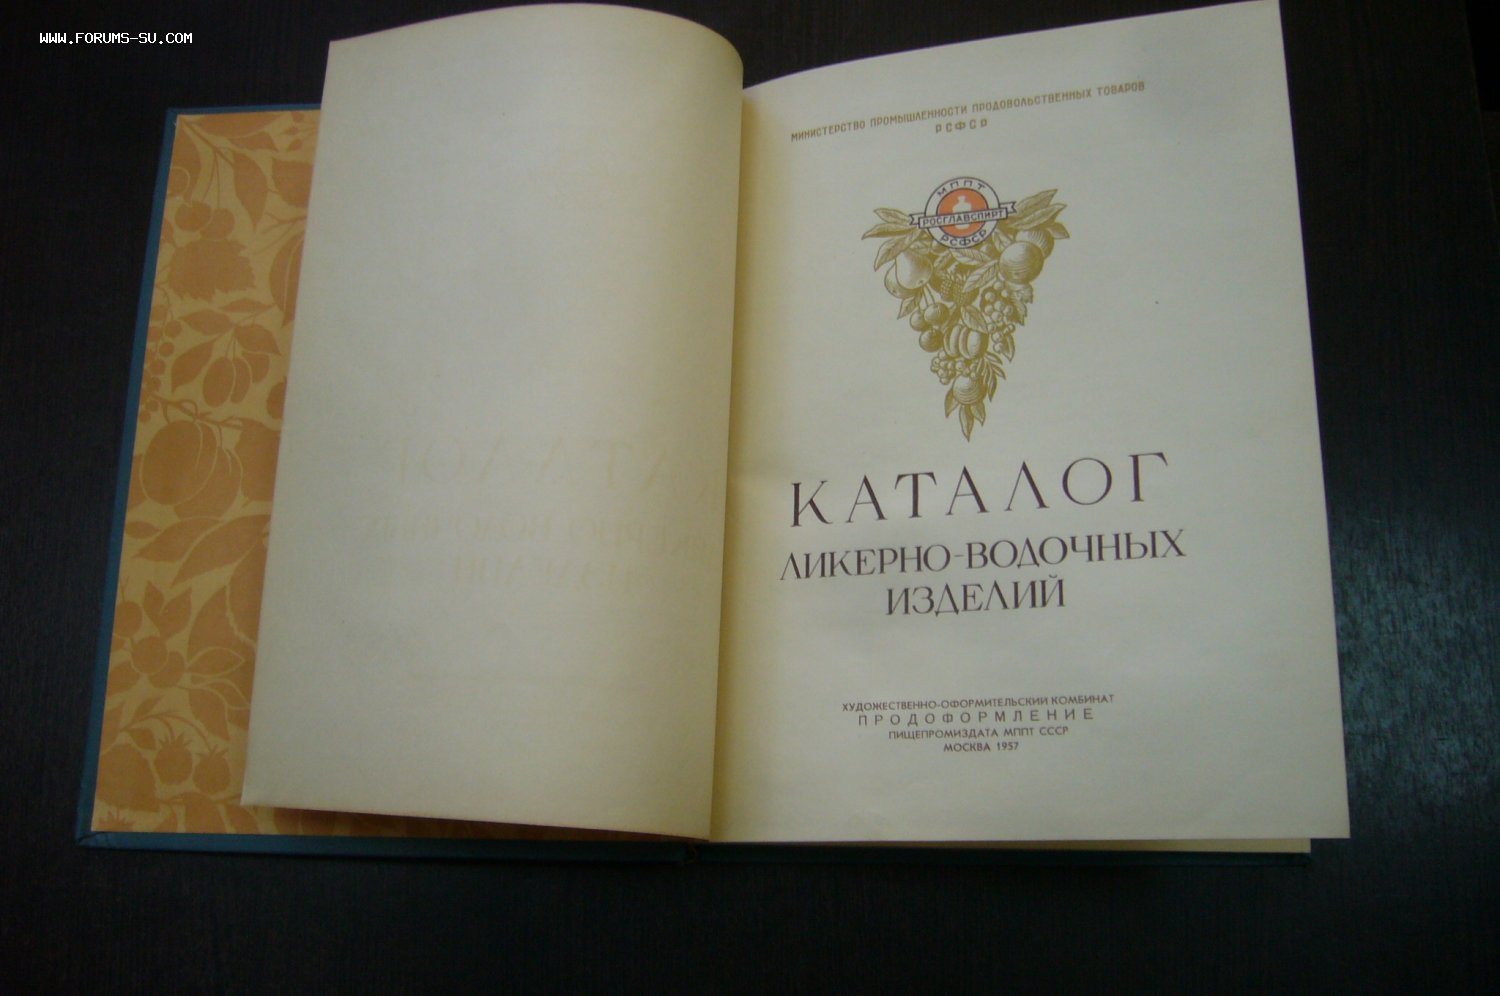 WWW.FORUMS-SU.COM
МИНИСТЕРСТВО ПРОМЫШЛЕННОСТИ ПРОДОВОЛЬСТВЕННЫХ ТОВАРОВ
РСФСР
МППТ
РОСГЛАВСПИРТ
РСФСР
КАТАЛОГ
ЛИКЕРНО-ВОДОЧНЫХ
ИЗДЕЛИЙ
ХУДОЖЕСТВЕННО-ОФОРМИТЕЛЬСКИЙ КОМБИНАТ
ПРОДОФОРМЛЕНИЕ
ПИЩЕПРОМИЗДАТА МППТ СССР
МОСКВА 1957